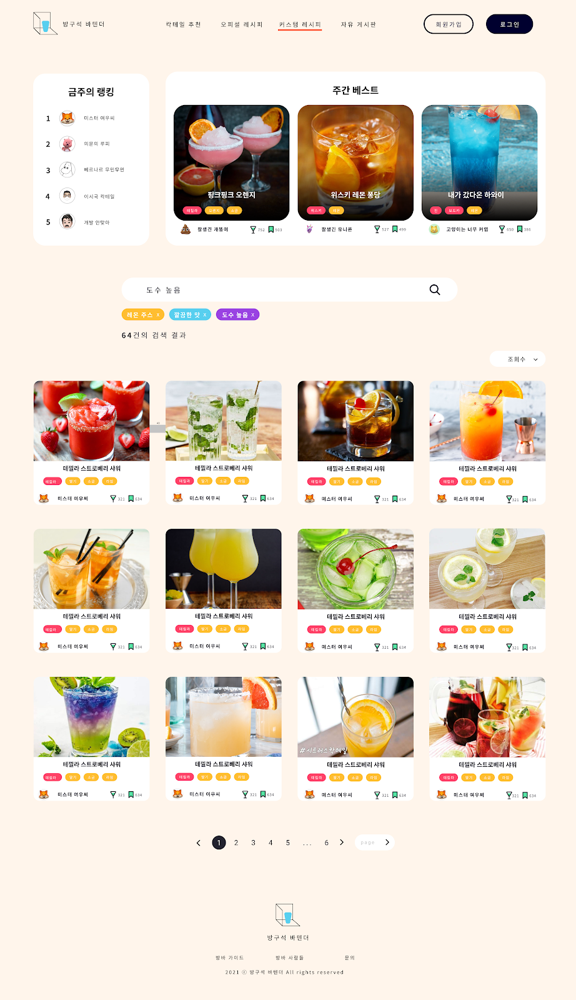 방구석 바텐더
칵테일 추천
오피셜 레시피
커스텀 레시피
자유 게시판
회원가입
로그인
금주의 랭킹
1 미스터 여우씨
2 의문의 루피
3 베르나르 무민무민
4 이시국 칵테일
5 개발 안맞아
주간 베스트
핑크핑크 오렌지
테킬라 오렌지 소금
잘생긴 개똥이 752 503
위스키 레몬 퐁당
위스키 레몬
잘생긴 유니콘 527 499
내가 갔다온 하와이
진 보드카 레몬
고양이는 너무 커엽 650 386
도수 높음
레몬 주스 x
깔끔한 맛 x
도수 높음 x
64건의 검색 결과
조회수
40
테낄라 스트로베리 샤워
테킬라 딸기 소금 라임
미스터 여우씨 321 634
테낄라 스트로베리 샤워
테킬라 딸기 소금 라임
미스터 여우씨 321 634
테낄라 스트로베리 샤워
테킬라 딸기 소금 라임
미스터 여우씨 321 634
테낄라 스트로베리 샤워
테킬라 딸기 소금 라임
미스터 여우씨 321 634
테낄라 스트로베리 샤워
테킬라 딸기 소금 라임
미스터 여우씨 321 634
테낄라 스트로베리 샤워
테킬라 딸기 소금 라임
미스터 여우씨 321 634
테낄라 스트로베리 샤워
테킬라 딸기 소금 라임
미스터 여우씨 321 634
테낄라 스트로베리 샤워
테킬라 딸기 소금 라임
미스터 여우씨 321 634
테낄라 스트로베리 샤워
테킬라 딸기 소금 라임
미스터 여우씨 321 634
테낄라 스트로베리 샤워
테킬라 딸기 소금 라임
미스터 여우씨 321 634
#시트러스칵테일
테낄라 스트로베리 샤워
테킬라 딸기 소금 라임
미스터 여우씨 321 634
테낄라 스트로베리 샤워
테킬라 딸기 소금 라임
미스터 여우씨 321 634
1 2 3 4 5 ... 6
page
방구석 바텐더
방바 가이드
방바 사람들
문의
2021 ⓒ 방구석 바텐더 All rights reserved